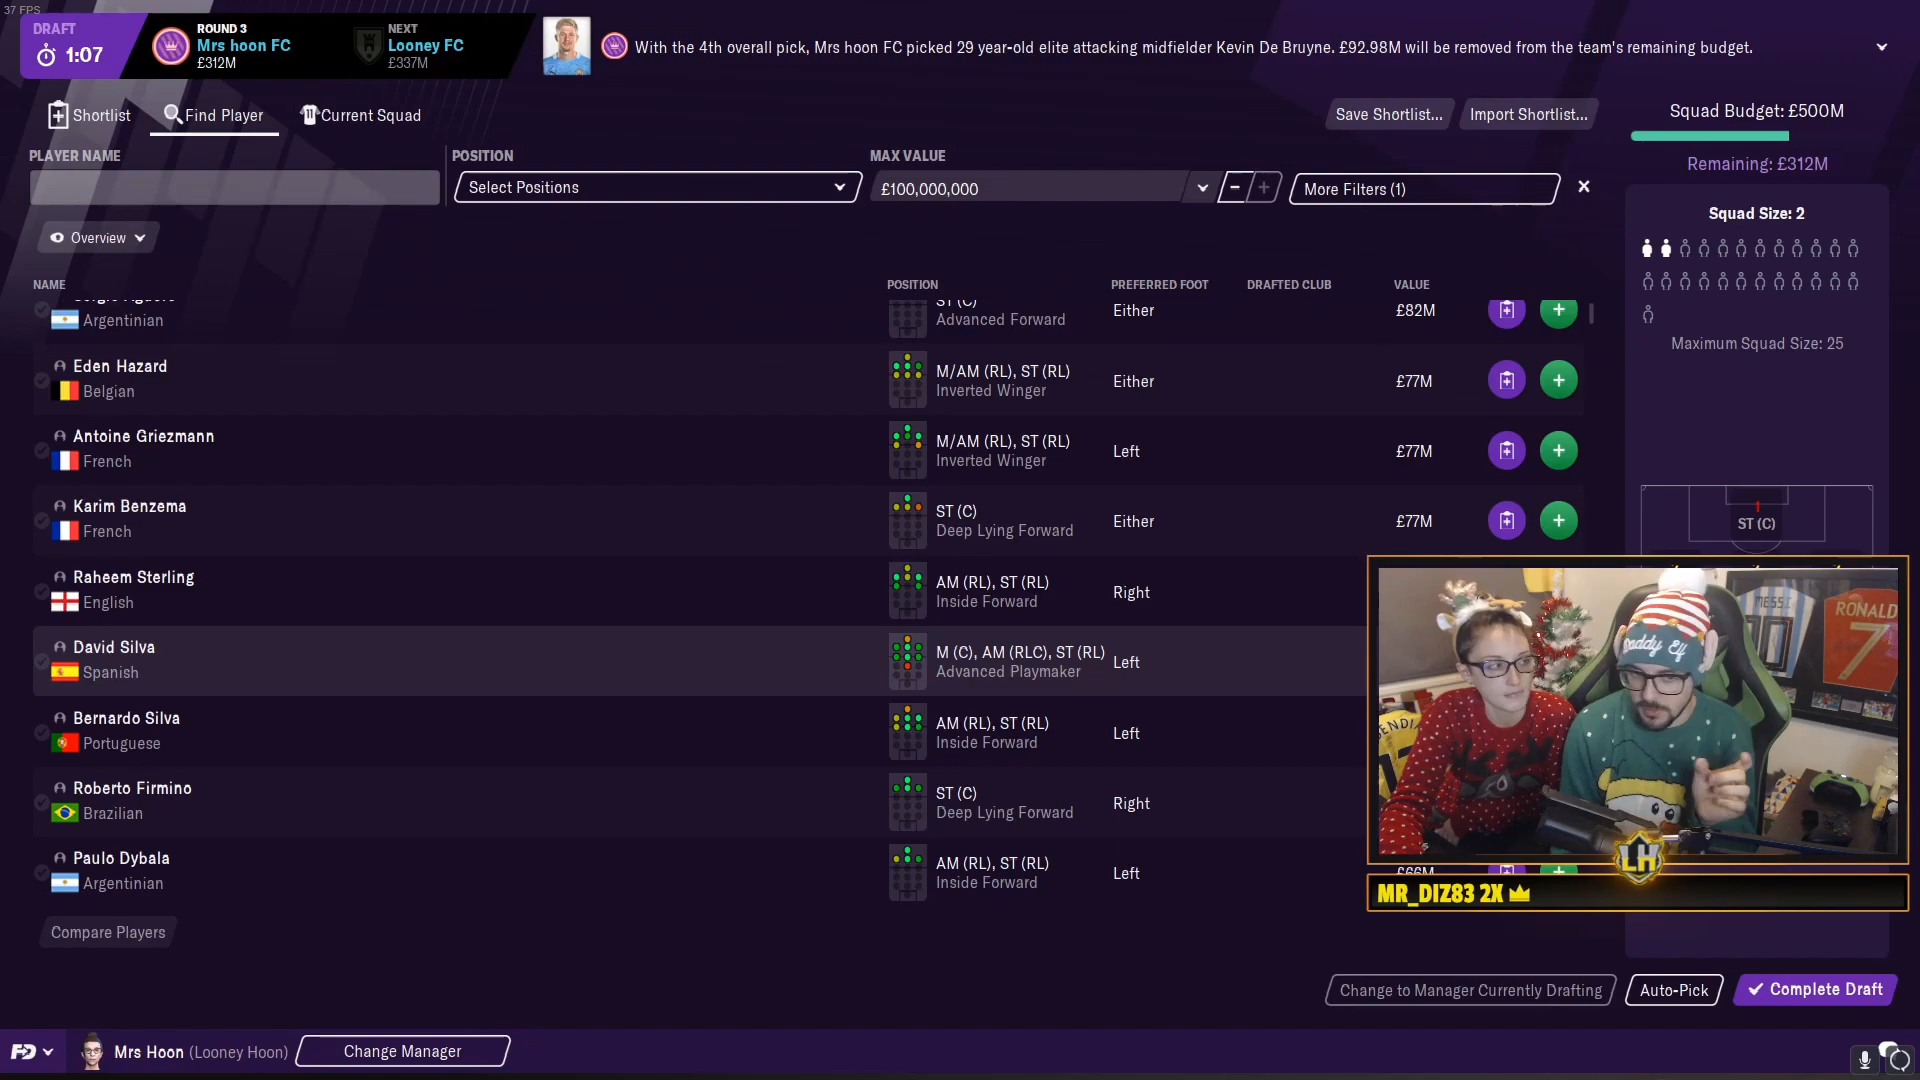 37 FPS
DRAFT
1:07
ROUND 3
Mrs hoon FC
£312M
NEXT
Looney FC
£337M
With the 4th overall pick, Mrs hoon FC picked 29 year-old elite attacking midfielder Kevin De Bruyne. £92.98M will be removed from the team's remaining budget.
Shortlist
Find Player
Current Squad
Save Shortlist...
Import Shortlist...
Squad Budget: £500M
Remaining: £312M
PLAYER NAME
POSITION
MAX VALUE
Select Positions
£100,000,000
More Filters (1)
Overview
Squad Size: 2
Maximum Squad Size: 25
NAME POSITION PREFERRED FOOT DRAFTED CLUB VALUE
Argentinian
ST (C)
Advanced Forward
Either
£82M
Eden Hazard
Belgian
M/AM (RL), ST (RL)
Inverted Winger
Either
£77M
Antoine Griezmann
French
M/AM (RL), ST (RL)
Inverted Winger
Left
£77M
Karim Benzema
French
ST (C)
Deep Lying Forward
Either
£77M
ST (C)
Raheem Sterling
English
AM (RL), ST (RL)
Inside Forward
Right
David Silva
Spanish
M (C), AM (RLC), ST (RL)
Advanced Playmaker
Left
Bernardo Silva
Portuguese
AM (RL), ST (RL)
Inside Forward
Left
Roberto Firmino
Brazilian
ST (C)
Deep Lying Forward
Right
Paulo Dybala
Argentinian
AM (RL), ST (RL)
Inside Forward
Left
£66M
MESSI
RONALDO
7
Daddy Elf
LH
MR_DIZ83 2X
Compare Players
Change to Manager Currently Drafting
Auto-Pick
Complete Draft
FD
Mrs Hoon (Looney Hoon)
Change Manager